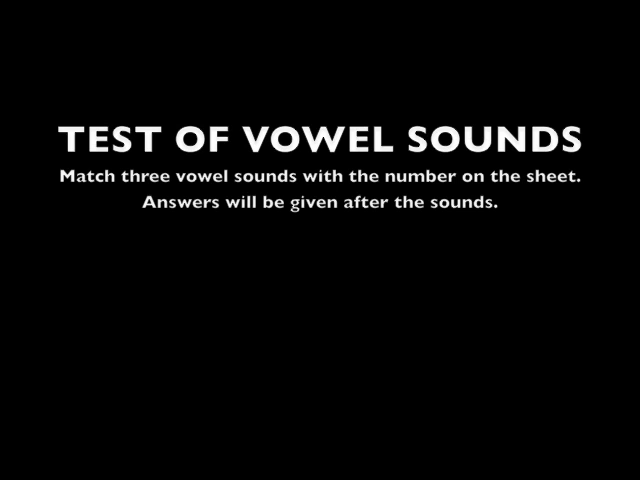 TEST OF VOWEL SOUNDS
Match three vowel sounds with the number on the sheet.
Answers will be given after the sounds.